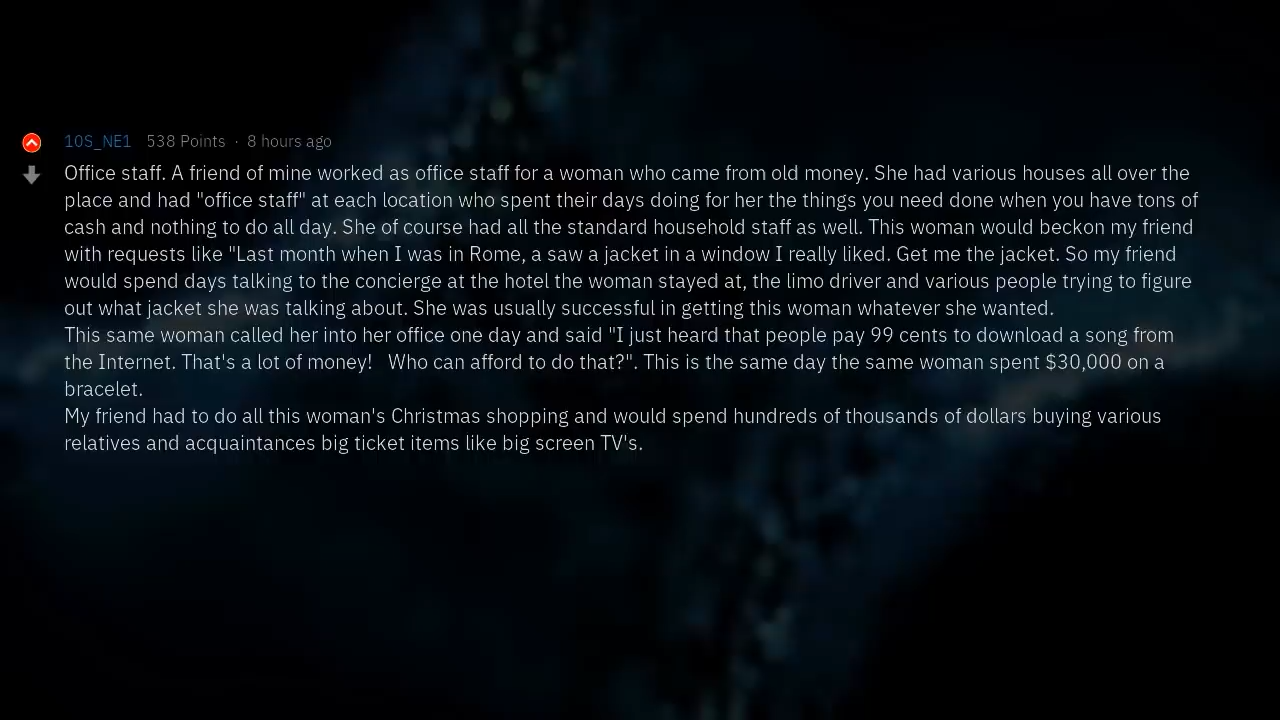 10S_NE1 538 Points · 8 hours ago
Office staff. A friend of mine worked as office staff for a woman who came from old money. She had various houses all over the
place and had "office staff" at each location who spent their days doing for her the things you need done when you have tons of
cash and nothing to do all day. She of course had all the standard household staff as well. This woman would beckon my friend
with requests like "Last month when I was in Rome, a saw a jacket in a window I really liked. Get me the jacket. So my friend
would spend days talking to the concierge at the hotel the woman stayed at, the limo driver and various people trying to figure
out what jacket she was talking about. She was usually successful in getting this woman whatever she wanted.
This same woman called her into her office one day and said "I just heard that people pay 99 cents to download a song from
the Internet. That's a lot of money!   Who can afford to do that?". This is the same day the same woman spent $30,000 on a
bracelet.
My friend had to do all this woman's Christmas shopping and would spend hundreds of thousands of dollars buying various
relatives and acquaintances big ticket items like big screen TV's.